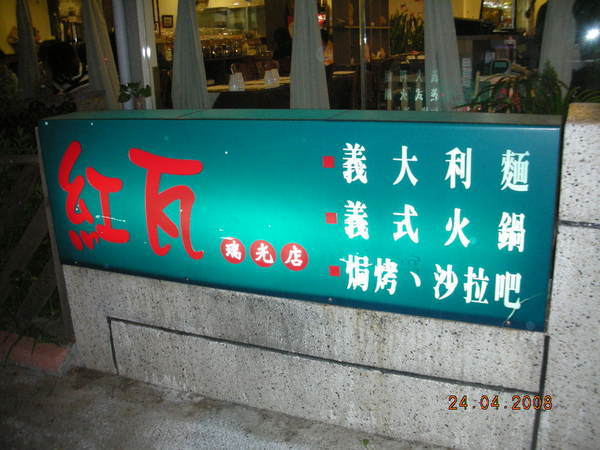 紅瓦
瑞光店
義大利麵
義式火鍋
焗烤、沙拉吧
24.04.2008